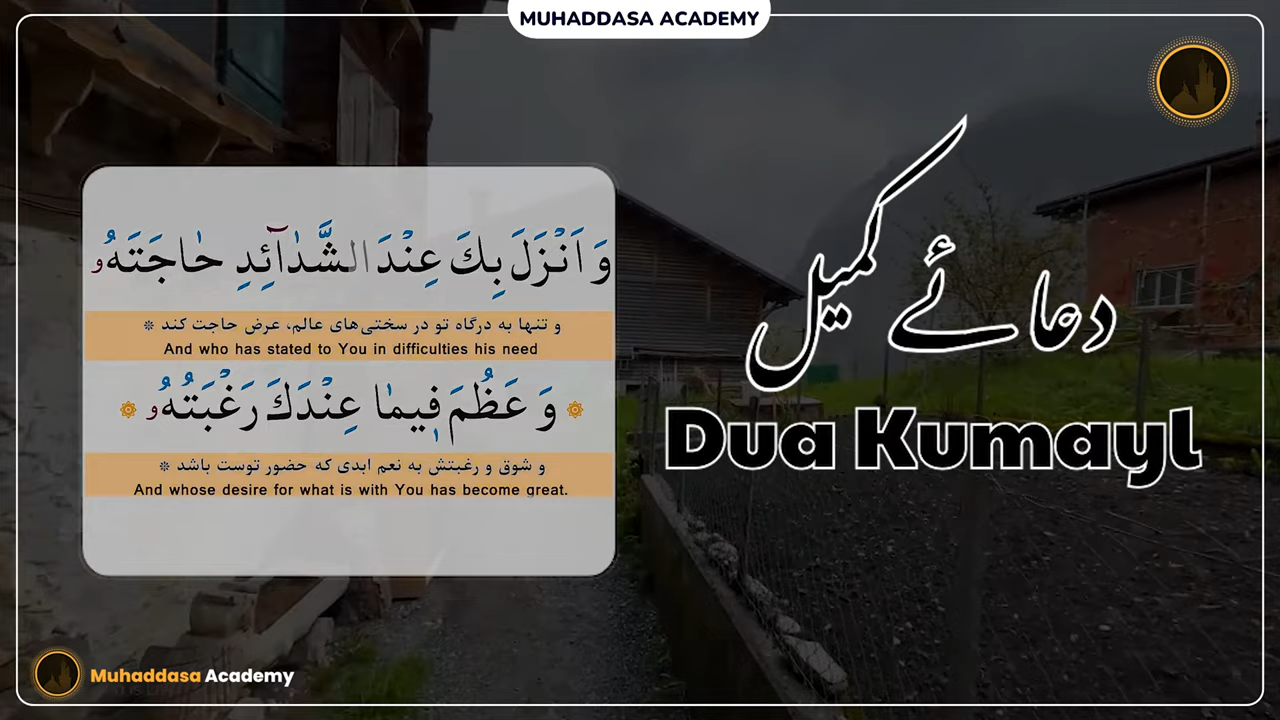 MUHADDASA ACADEMY
وَ اَنْزَلَ بِكَ عِنْدَ الشَّدٰآئِدِ حٰاجَتَهُ و
و تنها به درگاه تو در سختی‌های عالم، عرض حاجت کند ❊
And who has stated to You in difficulties his need
۞ وَ عَظُمَ فٖيمٰا عِنْدَكَ رَغْبَتُهُ و ۞
و شوق و رغبتش به نعم ابدی که حضور توست باشد ❊
And whose desire for what is with You has become great.
دعائے کمیل
Dua Kumayl
Muhaddasa Academy